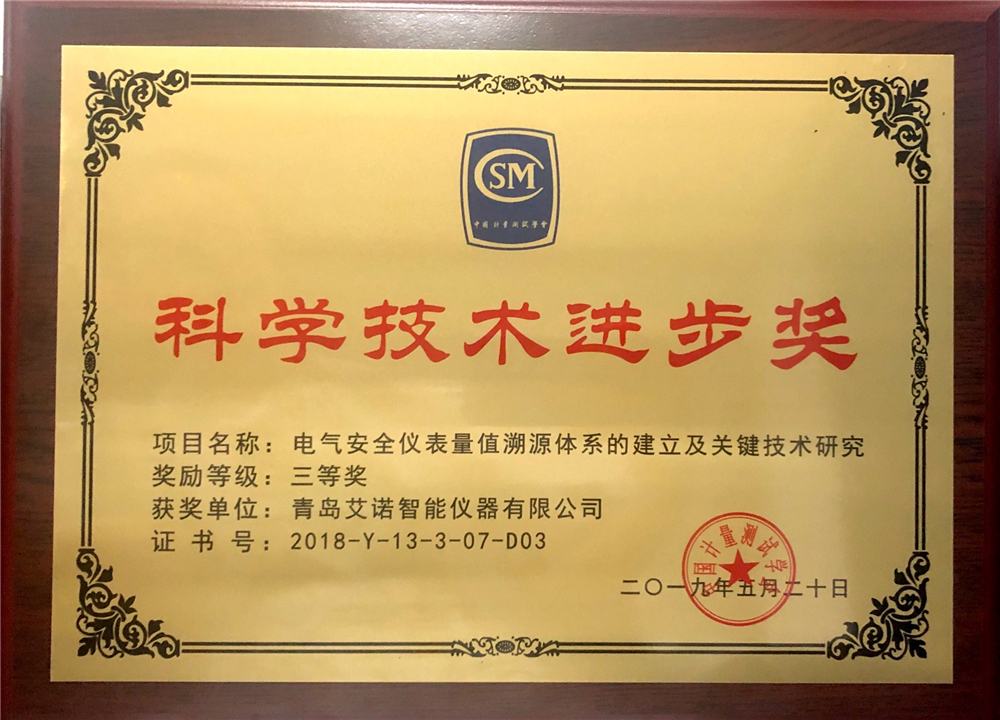 CSM
中国计量测试学會
科学技术进步奖
项目名称：电气安全仪表量值溯源体系的建立及关键技术研究
奖励等级：三等奖
获奖单位：青岛艾诺智能仪器有限公司
证 书 号：2018-Y-13-3-07-D03
中国计量测试学会
二〇一九年五月二十日